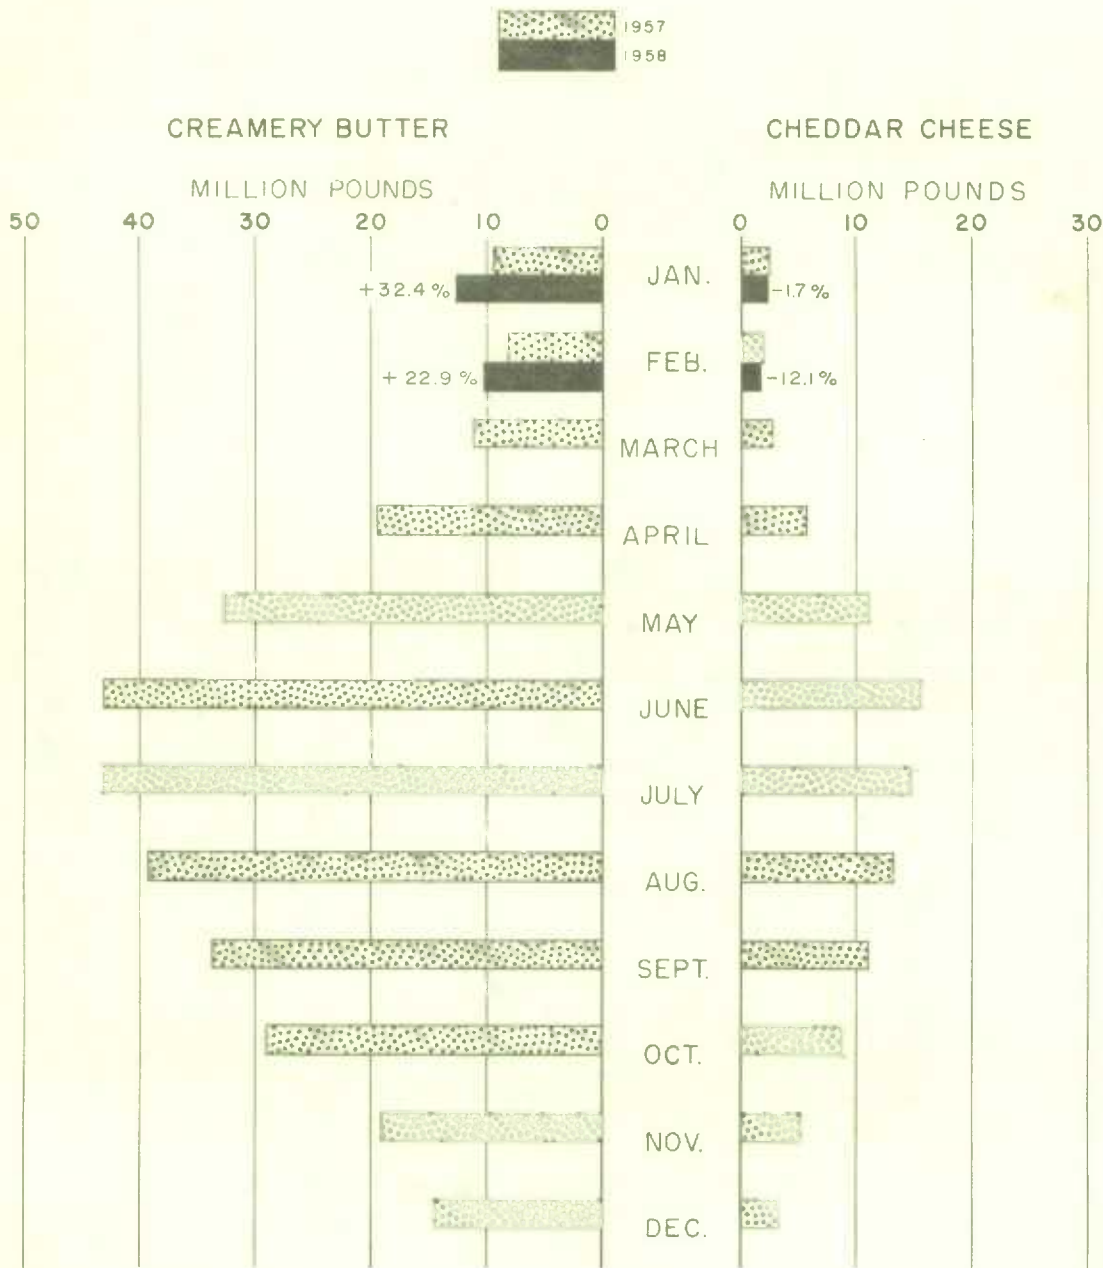 1957
1958
CREAMERY BUTTER
CHEDDAR CHEESE
MILLION POUNDS
MILLION POUNDS
50 40 30 20 10 0 0 10 20 30
JAN.
+32.4%
-1.7%
FEB.
+22.9%
-12.1%
MARCH
APRIL
MAY
JUNE
JULY
AUG.
SEPT.
OCT.
NOV.
DEC.